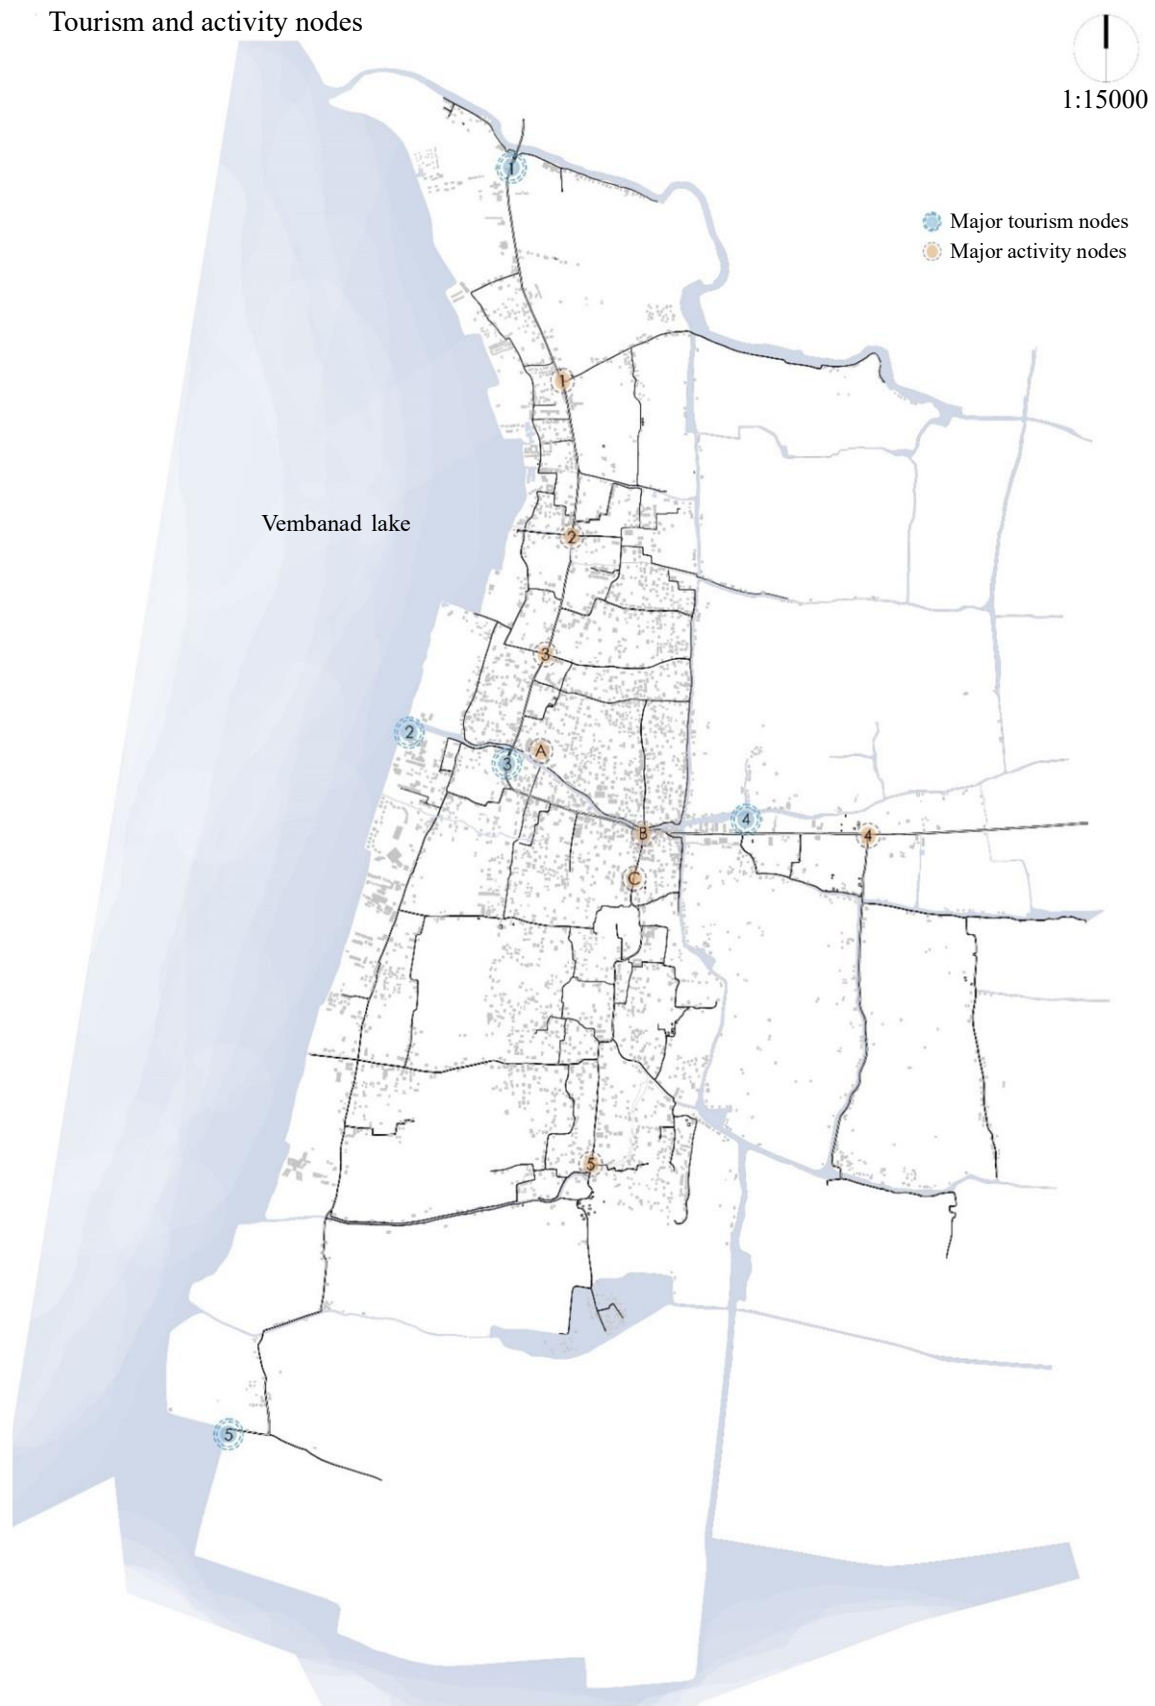 Tourism and activity nodes
1:15000
1
Major tourism nodes
Major activity nodes
1
Vembanad lake
2
3
2
A
3
4
B
4
C
5
5